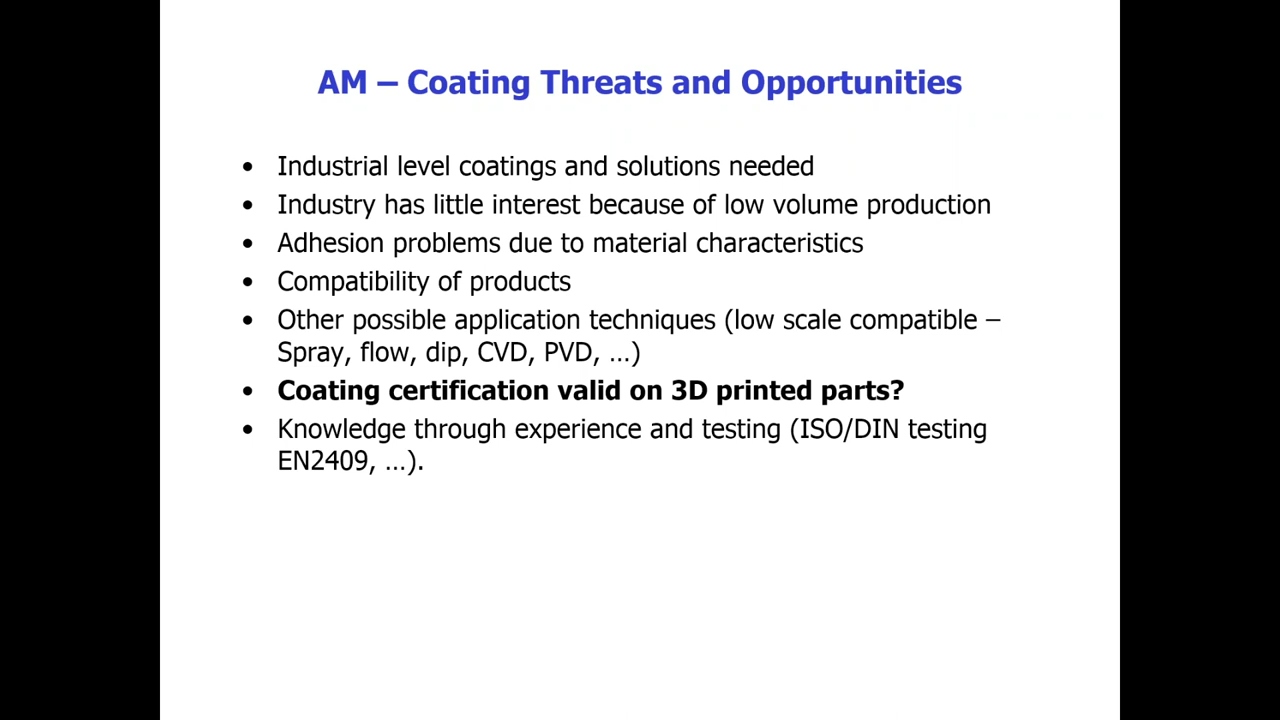 AM – Coating Threats and Opportunities
• Industrial level coatings and solutions needed
• Industry has little interest because of low volume production
• Adhesion problems due to material characteristics
• Compatibility of products
• Other possible application techniques (low scale compatible –
Spray, flow, dip, CVD, PVD, …)
• Coating certification valid on 3D printed parts?
• Knowledge through experience and testing (ISO/DIN testing
EN2409, …).